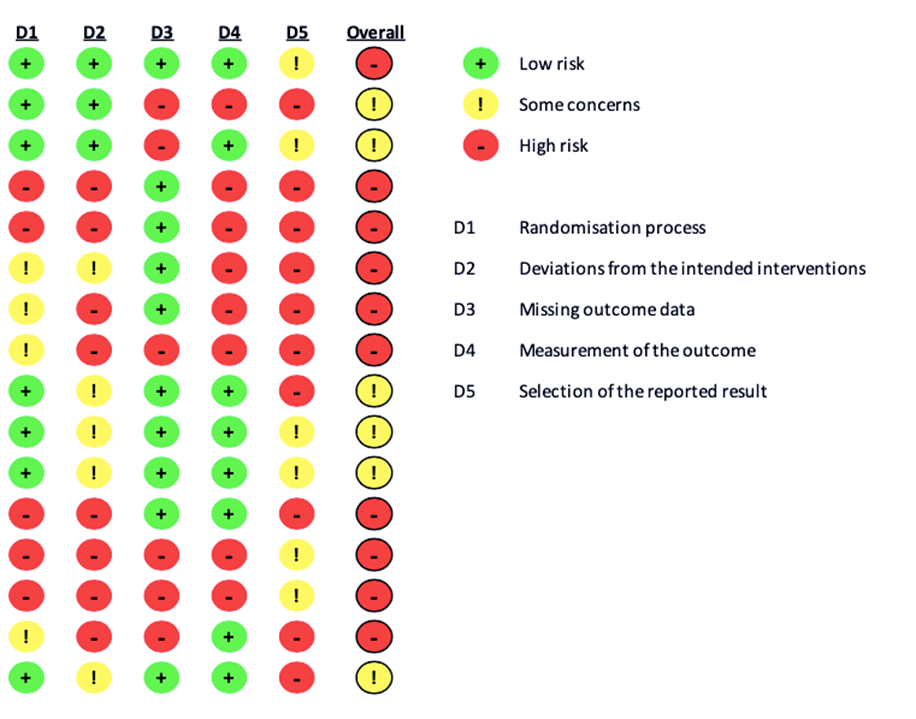 D1 D2 D3 D4 D5 Overall
+ + + + ! - + Low risk
+ + - - - ! ! Some concerns
+ + - + ! ! - High risk
- - + - - -
- - + - - - D1 Randomisation process
! ! + - - - D2 Deviations from the intended interventions
! - + - - - D3 Missing outcome data
! - - - - - D4 Measurement of the outcome
+ ! + + - ! D5 Selection of the reported result
+ ! + + ! !
+ ! + + ! !
- - + + - -
- - - - ! -
- - - - ! -
! - - + - -
+ ! + + - !